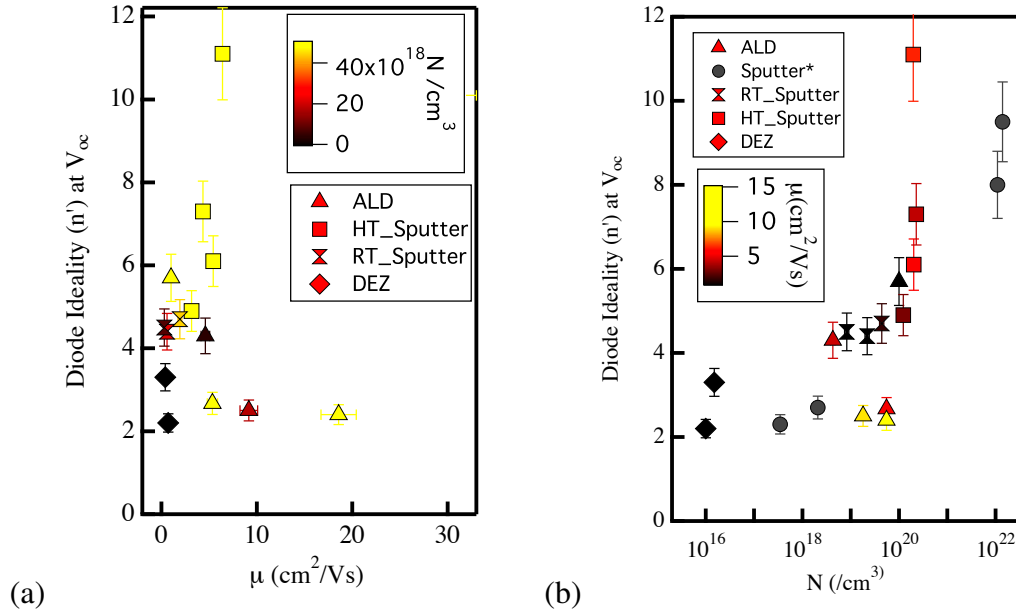 12
10
8
6
4
2
0
Diode Ideality (n') at Voc
0
10
20
30
μ (cm²/Vs)
40x10¹⁸
20
0
N /cm³
ALD
HT_Sputter
RT_Sputter
DEZ
(a)
12
10
8
6
4
2
0
Diode Ideality (n') at Voc
10¹⁶
10¹⁸
10²⁰
10²²
N (/cm³)
ALD
Sputter*
RT_Sputter
HT_Sputter
DEZ
15
10
5
μ(cm²/Vs)
(b)